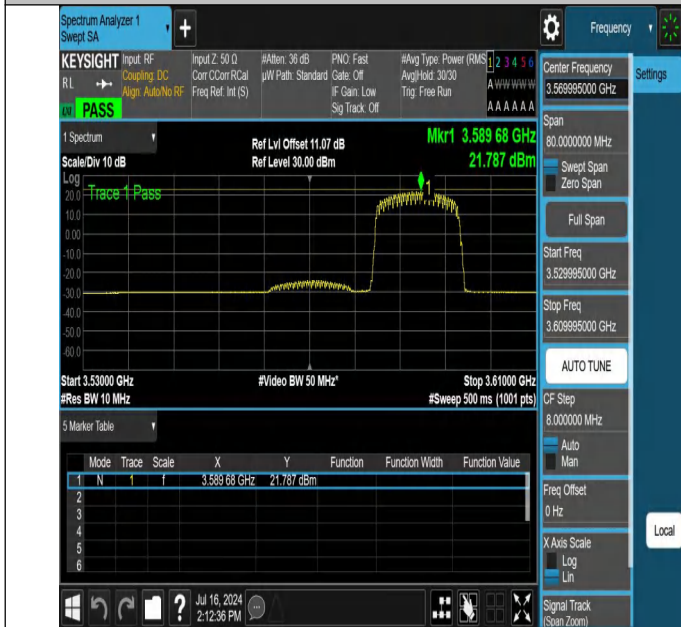 Spectrum Analyzer 1
Swept SA
Frequency
KEYSIGHT
RL
PASS
Input: RF
Coupling: DC
Align: Auto/No RF
Input Z: 50 Ω
Corr CCorr RCal
Freq Ref: Int (S)
#Atten: 36 dB
µW Path: Standard
PNO: Fast
Gate: Off
IF Gain: Low
Sig Track: Off
#Avg Type: Power (RMS
Avg|Hold: 30/30
Trig: Free Run
1 2 3 4 5 6
A W W W W W
A A A A A A
1 Spectrum
Scale/Div 10 dB
Ref Lvl Offset 11.07 dB
Ref Level 30.00 dBm
Mkr1 3.589 68 GHz
21.787 dBm
Log
Trace 1 Pass
1
20.0
10.0
0.00
-10.0
-20.0
-30.0
-40.0
-50.0
-60.0
Start 3.53000 GHz
#Res BW 10 MHz
#Video BW 50 MHz*
Stop 3.61000 GHz
#Sweep 500 ms (1001 pts)
5 Marker Table
Mode Trace Scale X Y Function Function Width Function Value
1 N 1 f 3.589 68 GHz 21.787 dBm
2
3
4
5
6
Jul 16, 2024
2:12:36 PM
Center Frequency
3.569995000 GHz
Settings
Span
80.0000000 MHz
Swept Span
Zero Span
Full Span
Start Freq
3.529995000 GHz
Stop Freq
3.609995000 GHz
AUTO TUNE
CF Step
8.000000 MHz
Auto
Man
Freq Offset
0 Hz
X Axis Scale
Log
Lin
Signal Track
(Span Zoom)
Local